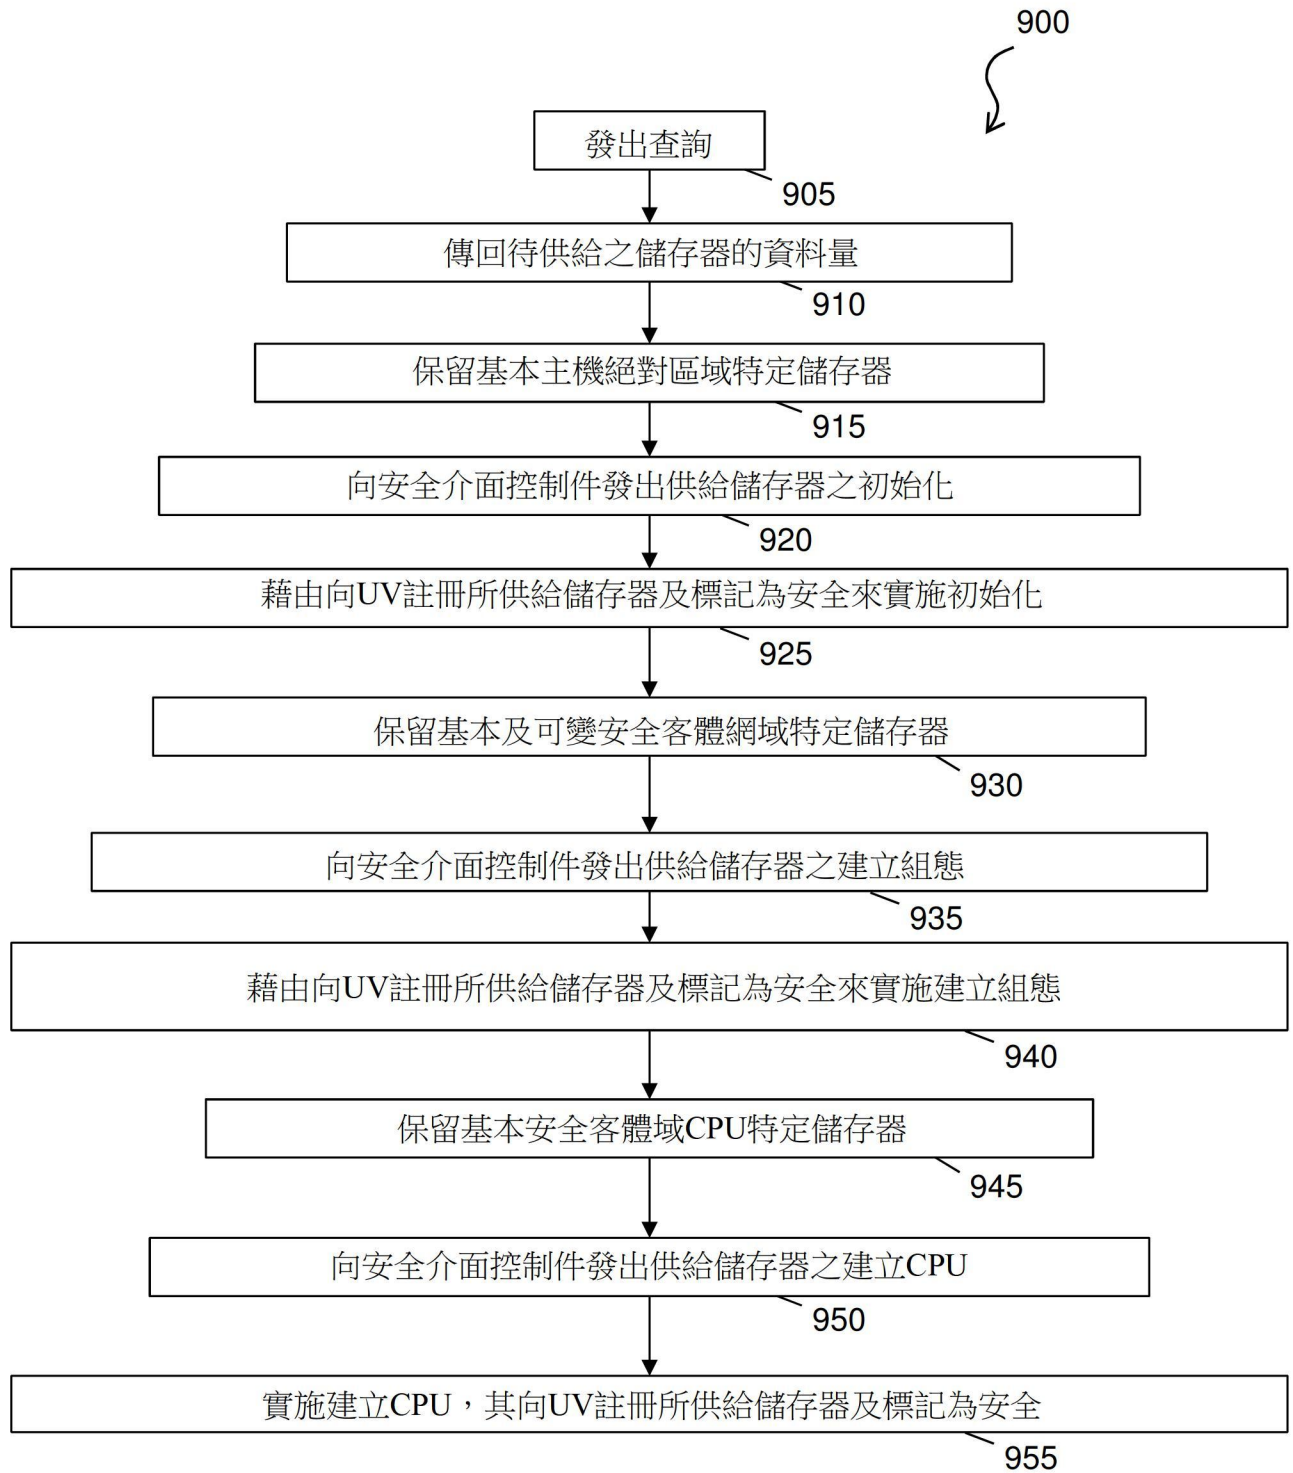 900
發出查詢
905
傳回待供給之儲存器的資料量
910
保留基本主機絕對區域特定儲存器
915
向安全介面控制件發出供給儲存器之初始化
920
藉由向UV註冊所供給儲存器及標記為安全來實施初始化
925
保留基本及可變安全客體網域特定儲存器
930
向安全介面控制件發出供給儲存器之建立組態
935
藉由向UV註冊所供給儲存器及標記為安全來實施建立組態
940
保留基本安全客體域CPU特定儲存器
945
向安全介面控制件發出供給儲存器之建立CPU
950
實施建立CPU，其向UV註冊所供給儲存器及標記為安全
955